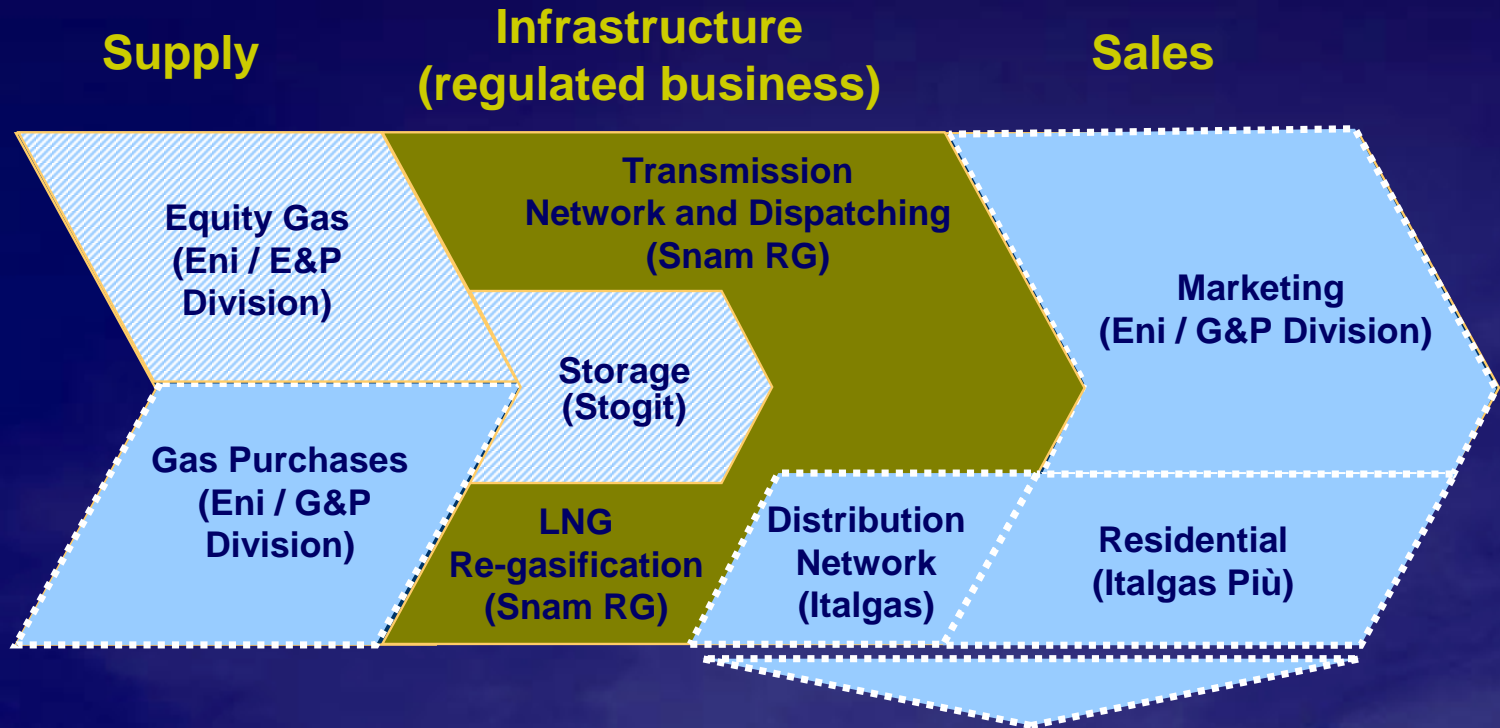 Supply
Infrastructure
(regulated business)
Sales
Equity Gas
(Eni / E&P
Division)
Transmission
Network and Dispatching
(Snam RG)
Marketing
(Eni / G&P Division)
Storage
(Stogit)
Gas Purchases
(Eni / G&P
Division)
LNG
Re-gasification
(Snam RG)
Distribution
Network
(Italgas)
Residential
(Italgas Più)